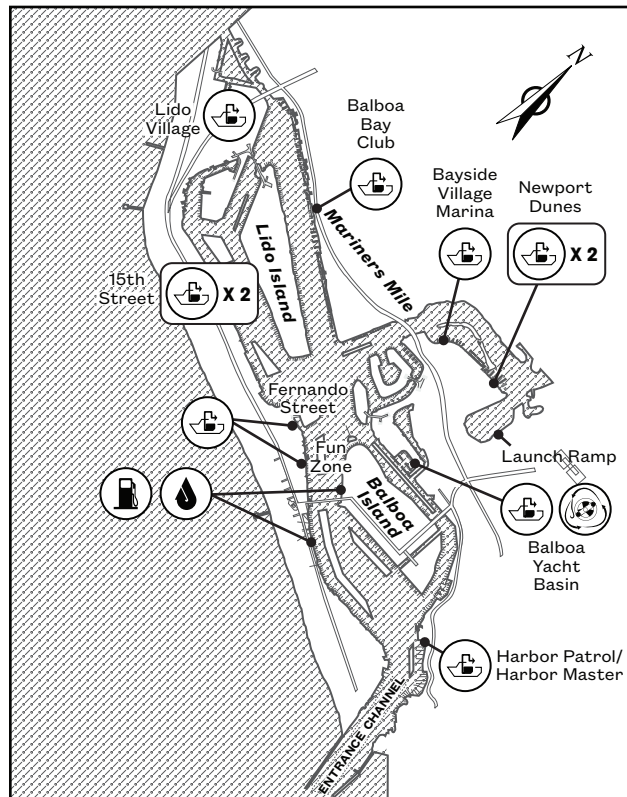 N
Lido
Village
Balboa
Bay
Club
Bayside
Village
Marina
Newport
Dunes
X 2
Mariners Mile
Lido Island
15th
Street
X 2
Fernando
Street
Fun
Zone
Launch Ramp
Balboa
Island
Balboa
Yacht
Basin
Harbor Patrol/
Harbor Master
ENTRANCE CHANNEL